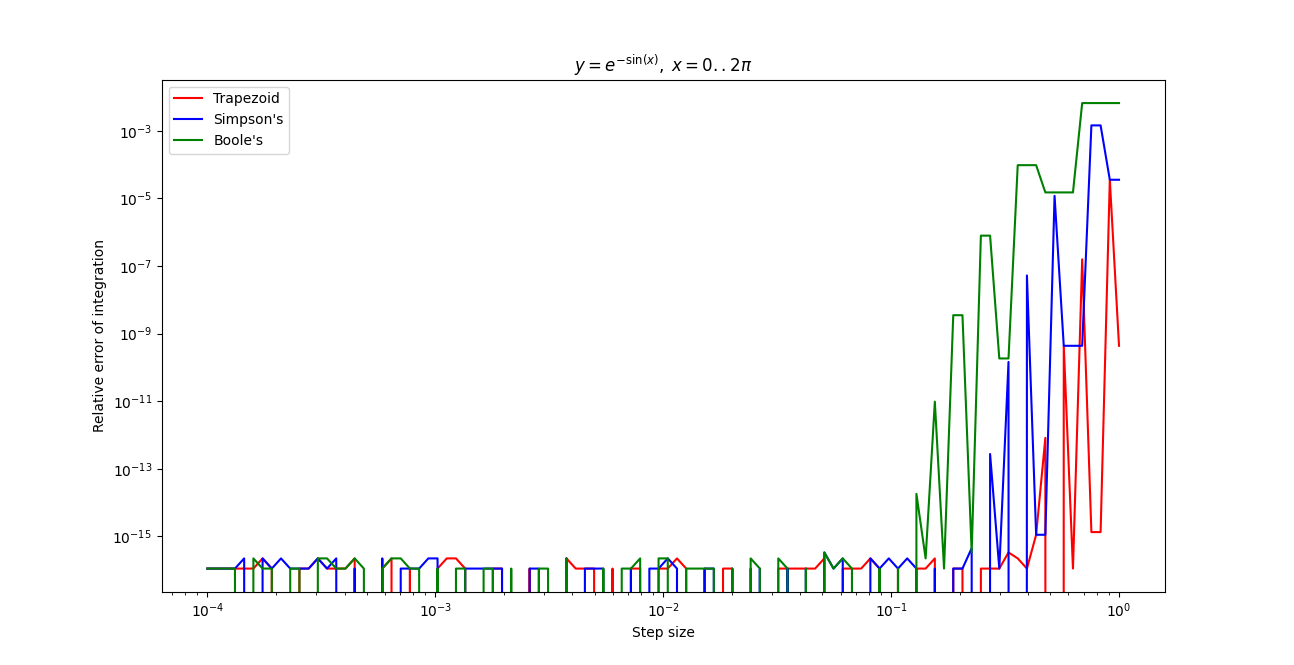 y = e^{-sin(x)}, x = 0..2π
Trapezoid
Simpson's
Boole's
Relative error of integration
10^{-3}
10^{-5}
10^{-7}
10^{-9}
10^{-11}
10^{-13}
10^{-15}
10^{-4} 10^{-3} 10^{-2} 10^{-1} 10^{0}
Step size